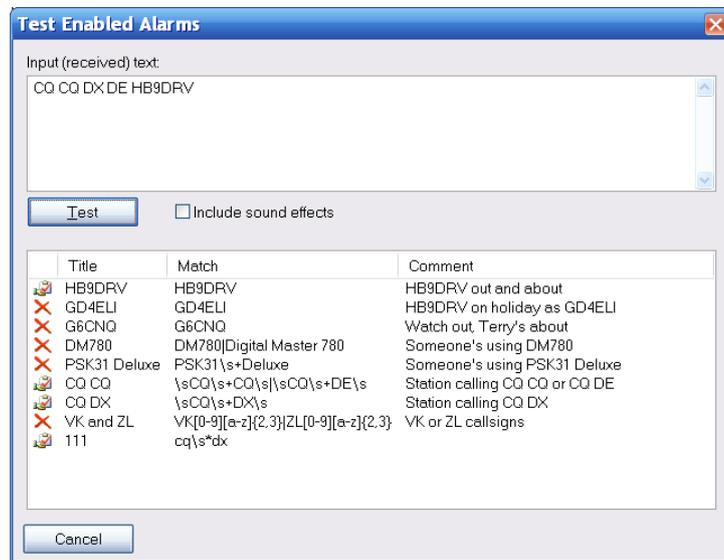 Test Enabled Alarms
Input (received) text:
CQ CQ DX DE HB9DRV
Test Include sound effects
Title Match Comment
HB9DRV HB9DRV HB9DRV out and about
GD4ELI GD4ELI HB9DRV on holiday as GD4ELI
G6CNQ G6CNQ Watch out, Terry's about
DM780 DM780|Digital Master 780 Someone's using DM780
PSK31 Deluxe PSK31\s+Deluxe Someone's using PSK31 Deluxe
CQ CQ \sCQ\s+CQ\s|\sCQ\s+DE\s Station calling CQ CQ or CQ DE
CQ DX \sCQ\s+DX\s Station calling CQ DX
VK and ZL VK[0-9][a-z]{2,3}|ZL[0-9][a-z]{2,3} VK or ZL callsigns
111 cq\s*dx
Cancel